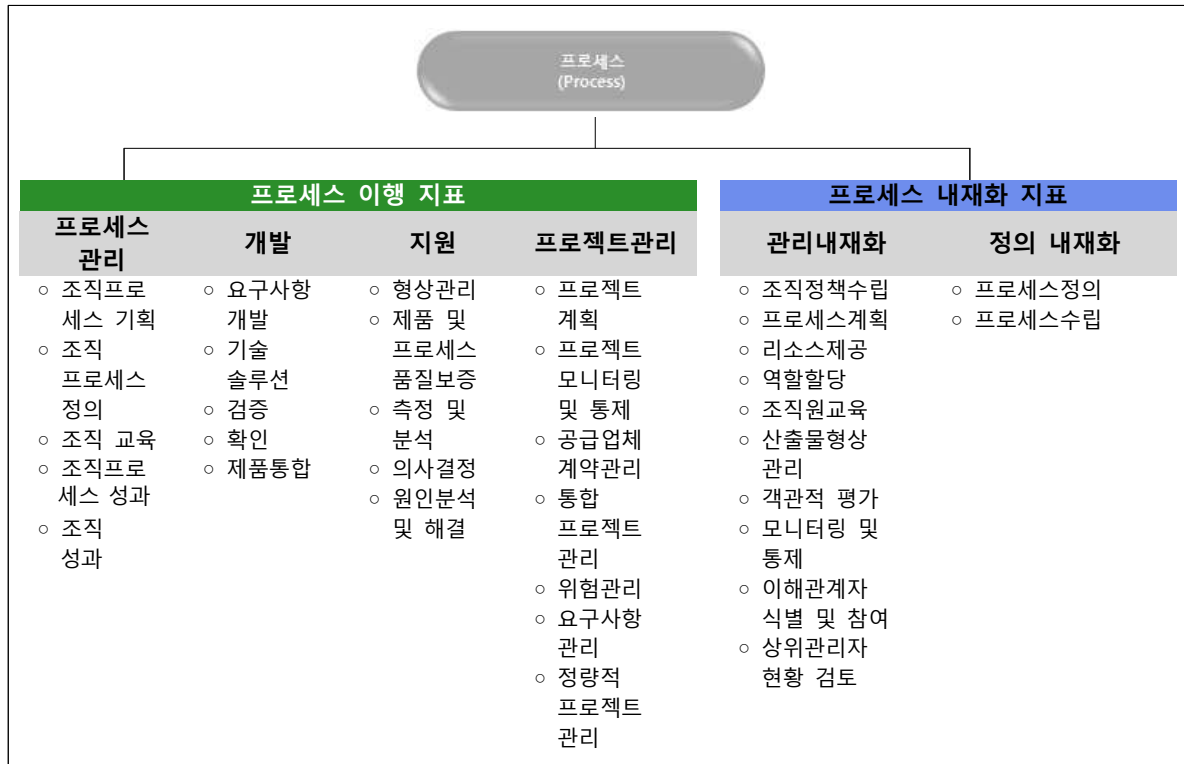 프로세스
(Process)
프로세스 이행 지표
프로세스
관리
개발
지원
프로젝트관리
○ 조직프로
세스 기획
○ 조직
프로세스
정의
○ 조직 교육
○ 조직프로
세스 성과
○ 조직
성과
○ 요구사항
개발
○ 기술
솔루션
○ 검증
○ 확인
○ 제품통합
○ 형상관리
○ 제품 및
프로세스
품질보증
○ 측정 및
분석
○ 의사결정
○ 원인분석
및 해결
○ 프로젝트
계획
○ 프로젝트
모니터링
및 통제
○ 공급업체
계약관리
○ 통합
프로젝트
관리
○ 위험관리
○ 요구사항
관리
○ 정량적
프로젝트
관리
프로세스 내재화 지표
관리내재화
정의 내재화
○ 조직정책수립
○ 프로세스계획
○ 리소스제공
○ 역할할당
○ 조직원교육
○ 산출물형상
관리
○ 객관적 평가
○ 모니터링 및
통제
○ 이해관계자
식별 및 참여
○ 상위관리자
현황 검토
○ 프로세스정의
○ 프로세스수립